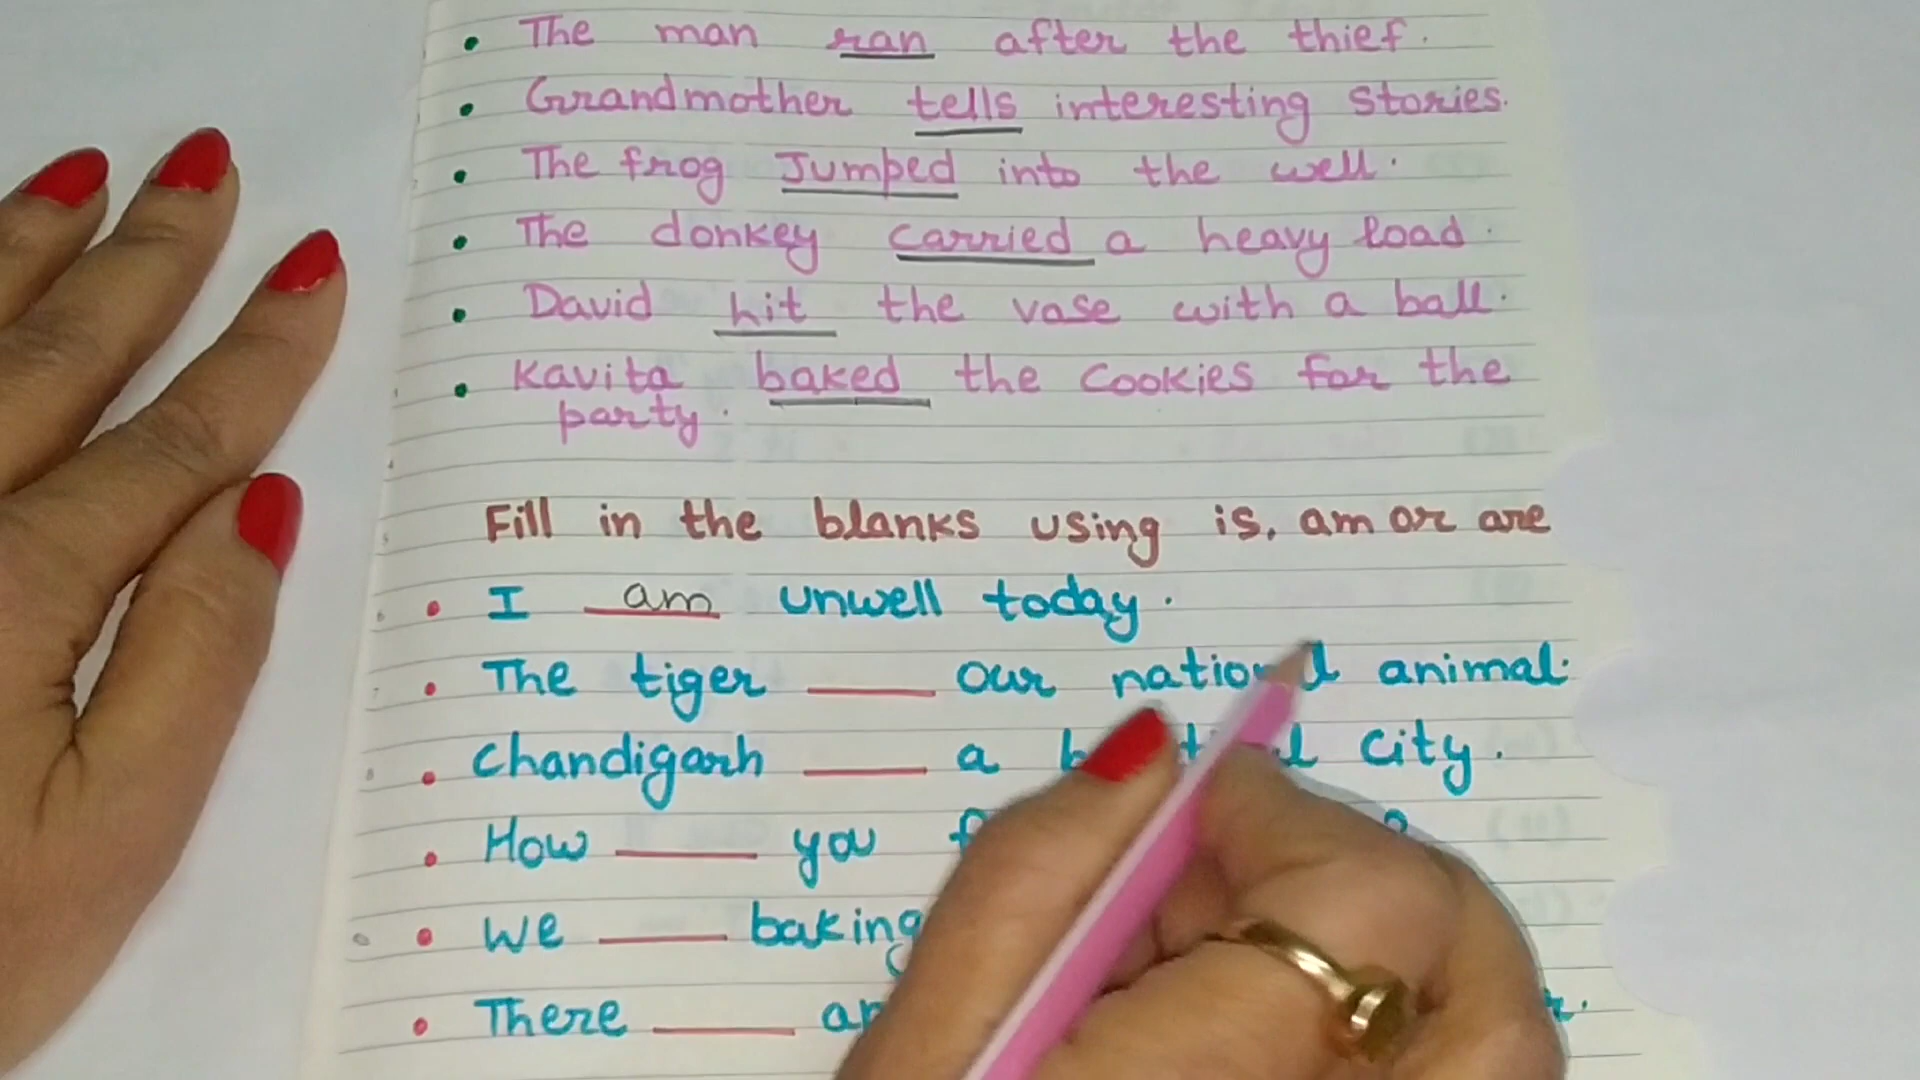 The man ran after the thief.
Grandmother tells interesting stories.
The frog Jumped into the well.
The donkey carried a heavy load.
David hit the vase with a ball.
Kavita baked the cookies for the
party.
Fill in the blanks using is, am or are
I am unwell today.
The tiger ____ our national animal.
Chandigarh ____ a city.
How ____ you ?
We ____ baking
There ____